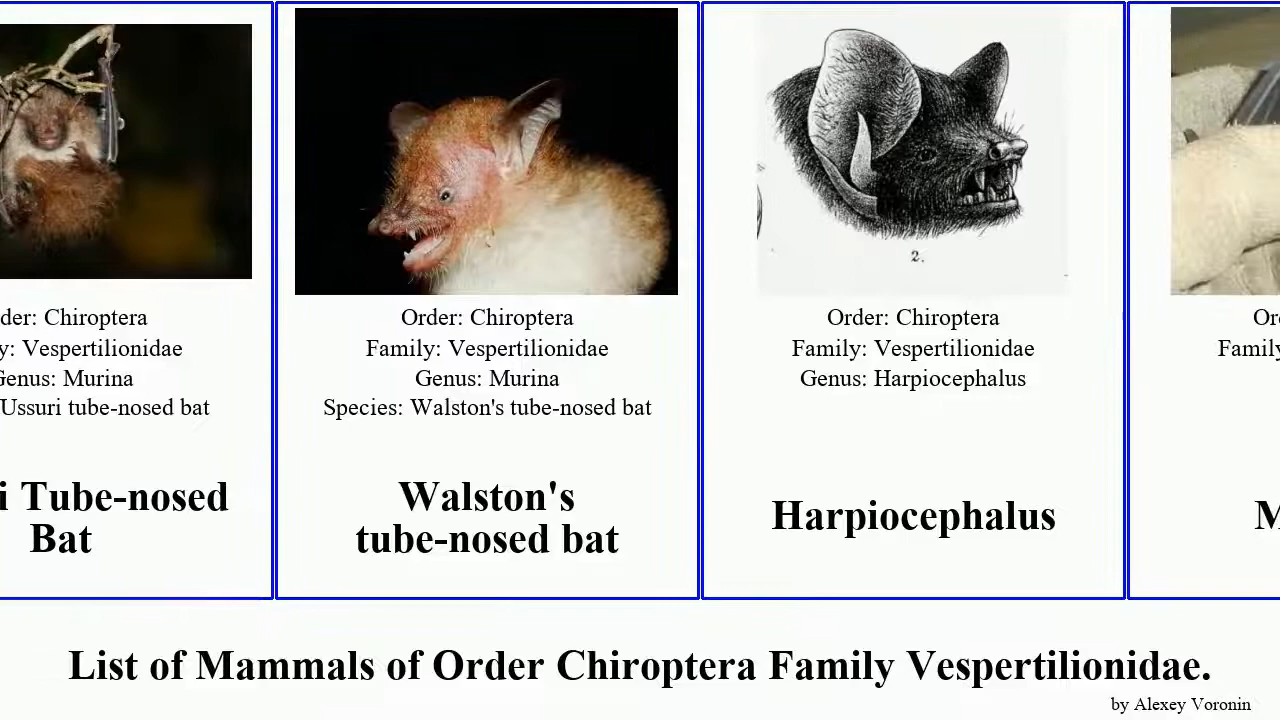 der: Chiroptera
y: Vespertilionidae
Genus: Murina
Ussuri tube-nosed bat
i Tube-nosed
Bat
Order: Chiroptera
Family: Vespertilionidae
Genus: Murina
Species: Walston's tube-nosed bat
Walston's
tube-nosed bat
2.
Order: Chiroptera
Family: Vespertilionidae
Genus: Harpiocephalus
Harpiocephalus
Or
Family
M
List of Mammals of Order Chiroptera Family Vespertilionidae.
by Alexey Voronin